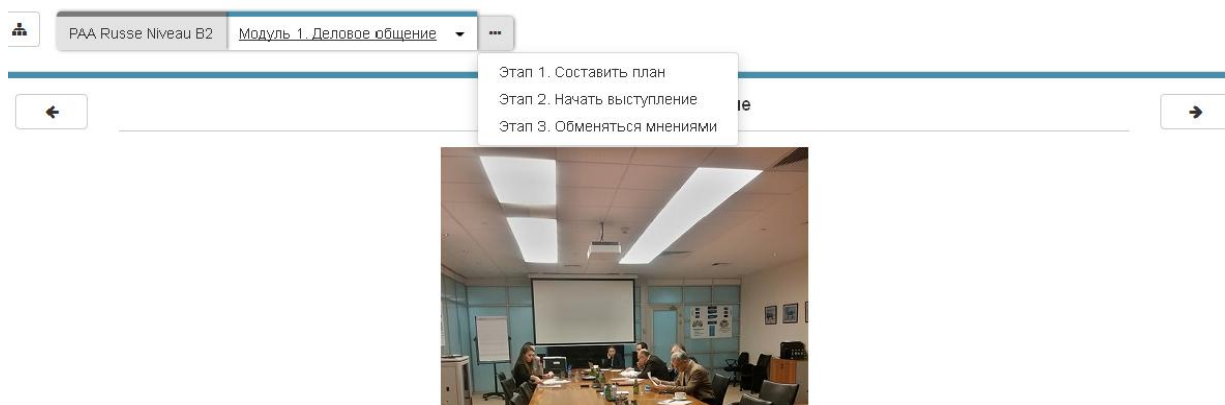 PAA Russe Niveau B2
Модуль 1. Деловое общение
Этап 1. Составить план
Этап 2. Начать выступление
Этап 3. Обменяться мнениями